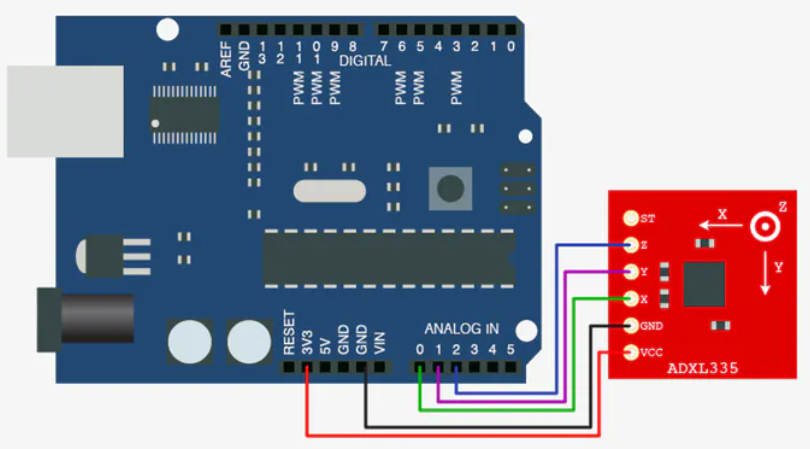 AREF
GND
13
12
11
10
9
8
7
6
5
4
3
2
1
0
DIGITAL
PWM
PWM
PWM
PWM
PWM
PWM
ST
Z
Y
X
GND
VCC
X
Z
Y
ADXL335
RESET
3V3
5V
GND
GND
VIN
ANALOG IN
0
1
2
3
4
5